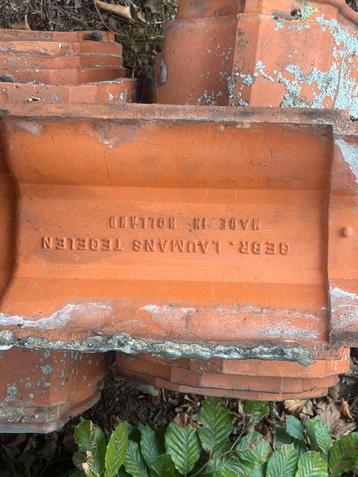 GEBR. LAUMANS TEGELEN
MADE IN HOLLAND